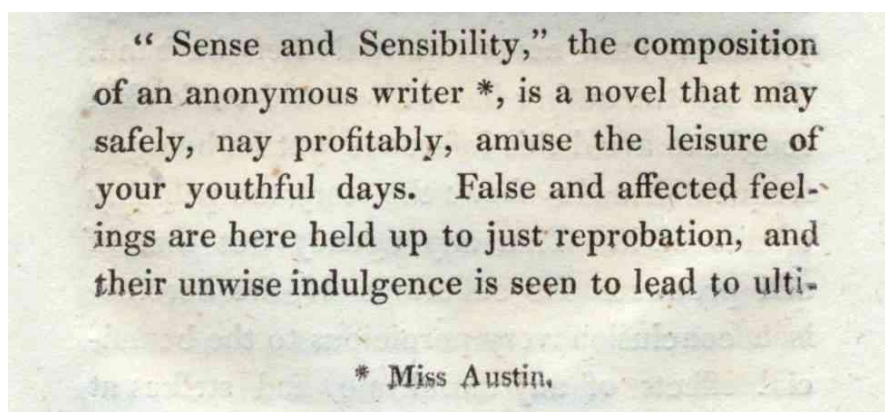 “ Sense and Sensibility,” the composition
of an anonymous writer *, is a novel that may
safely, nay profitably, amuse the leisure of
your youthful days. False and affected feel-
ings are here held up to just reprobation, and
their unwise indulgence is seen to lead to ulti-
* Miss Austin.